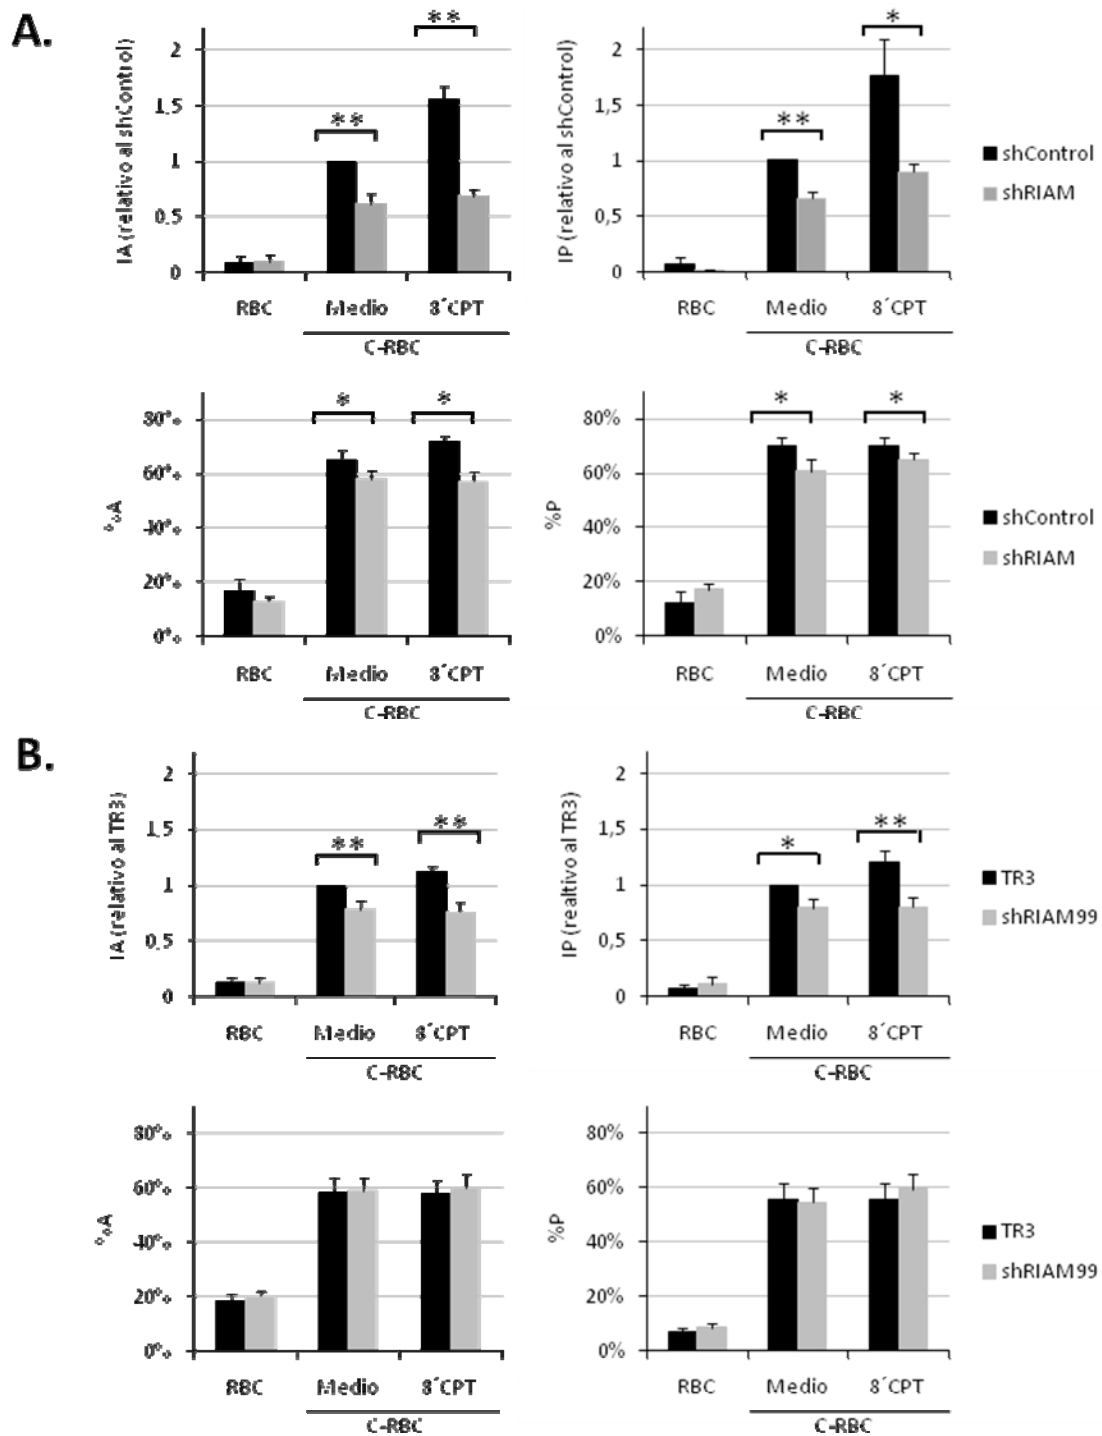 A.
IA (relativo al shControl)
2
1,5
1
0,5
0
**
**
RBC Medio 8´CPT
C-RBC
IP (relativo al shControl)
2
1,5
1
0,5
0
**
*
RBC Medio 8´CPT
C-RBC
shControl
shRIAM
%A
80%
60%
40%
20%
0%
*
*
RBC Medio 8´CPT
C-RBC
%P
80%
60%
40%
20%
0%
*
*
RBC Medio 8´CPT
C-RBC
shControl
shRIAM
B.
IA (relativo al TR3)
2
1,5
1
0,5
0
**
**
RBC Medio 8´CPT
C-RBC
IP (realtivo al TR3)
2
1,5
1
0,5
0
*
**
RBC Medio 8´CPT
C-RBC
TR3
shRIAM99
%A
80%
60%
40%
20%
0%
RBC Medio 8´CPT
C-RBC
%P
80%
60%
40%
20%
0%
RBC Medio 8´CPT
C-RBC
TR3
shRIAM99